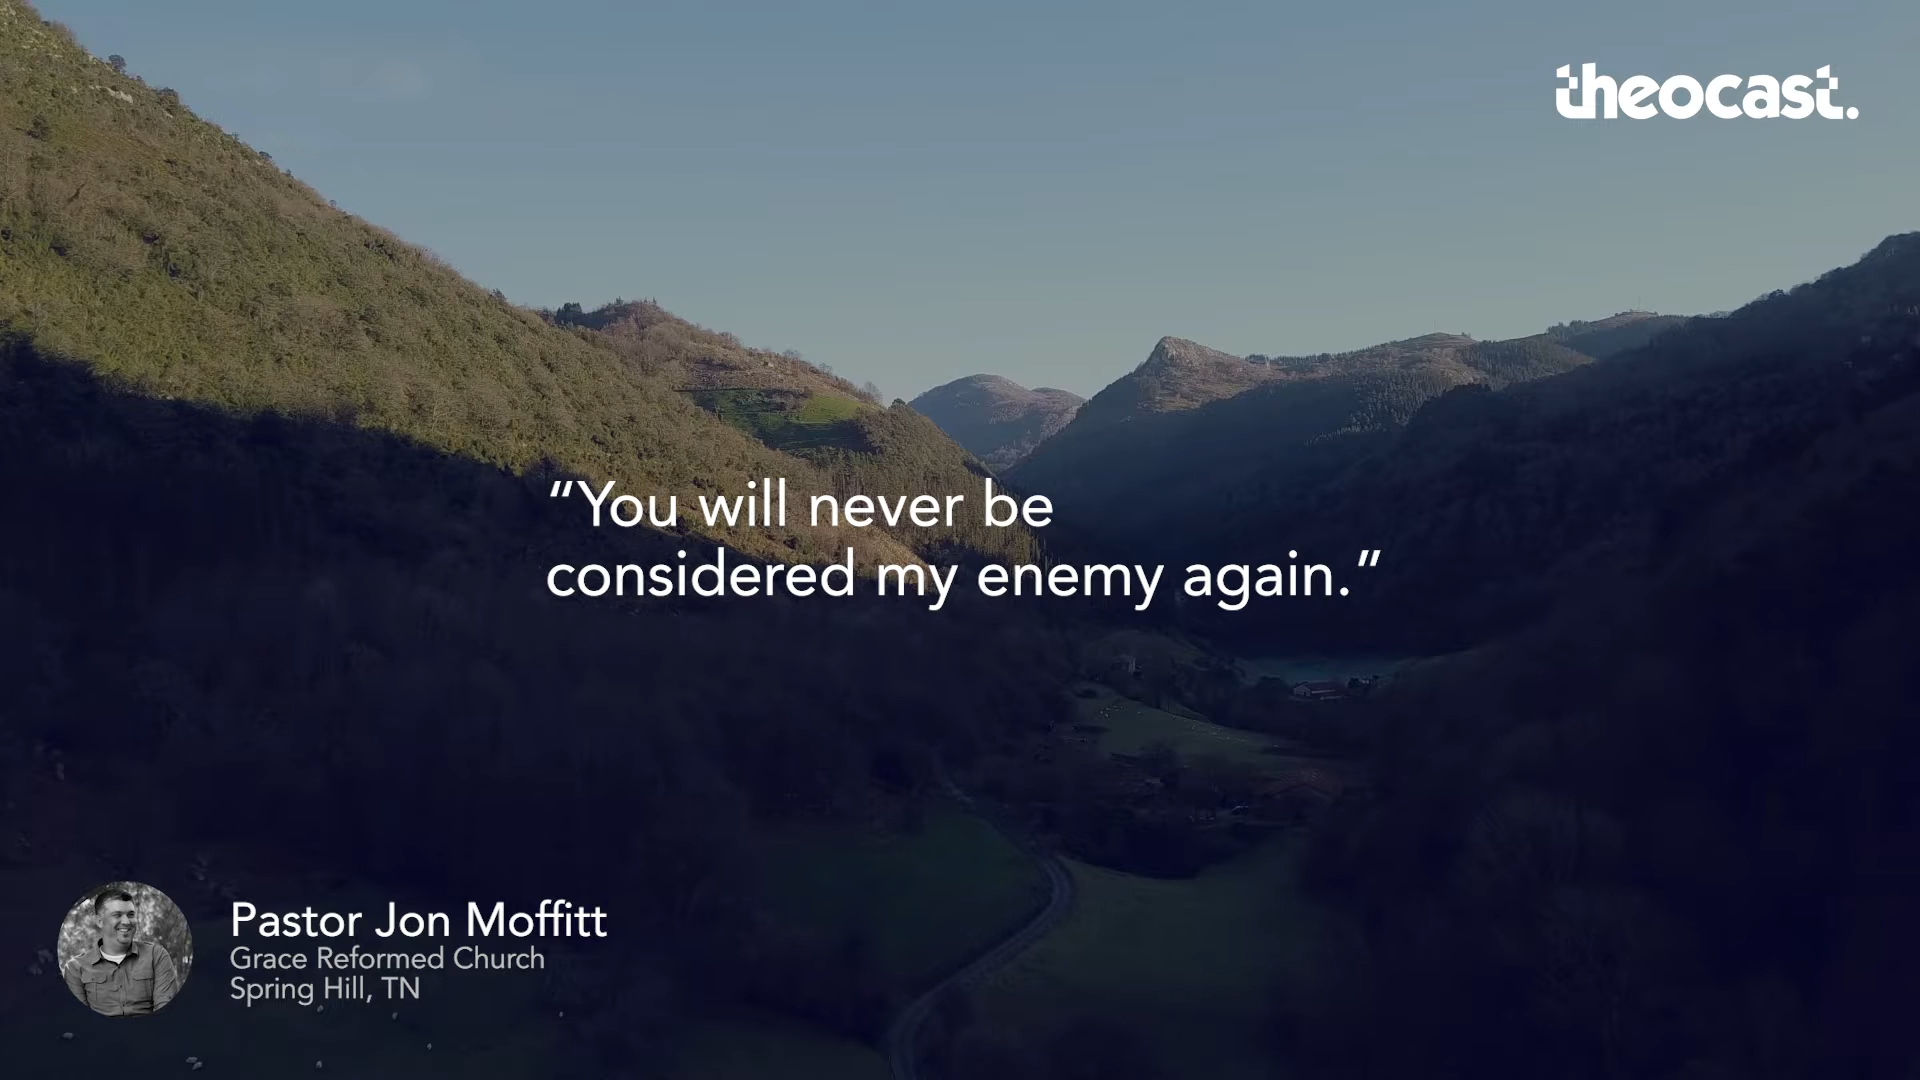 theocast.
“You will never be
considered my enemy again.”
Pastor Jon Moffitt
Grace Reformed Church
Spring Hill, TN